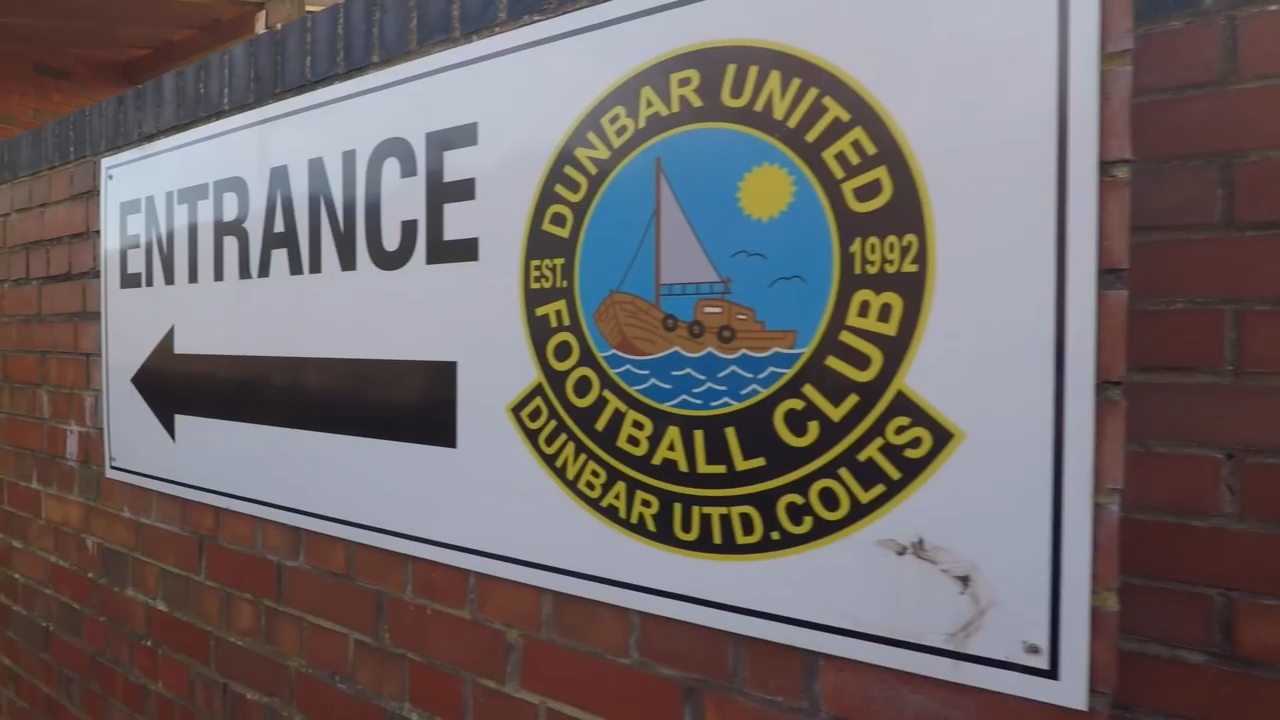 ENTRANCE
DUNBAR UNITED
EST. 1992
FOOTBALL CLUB
DUNBAR UTD. COLTS